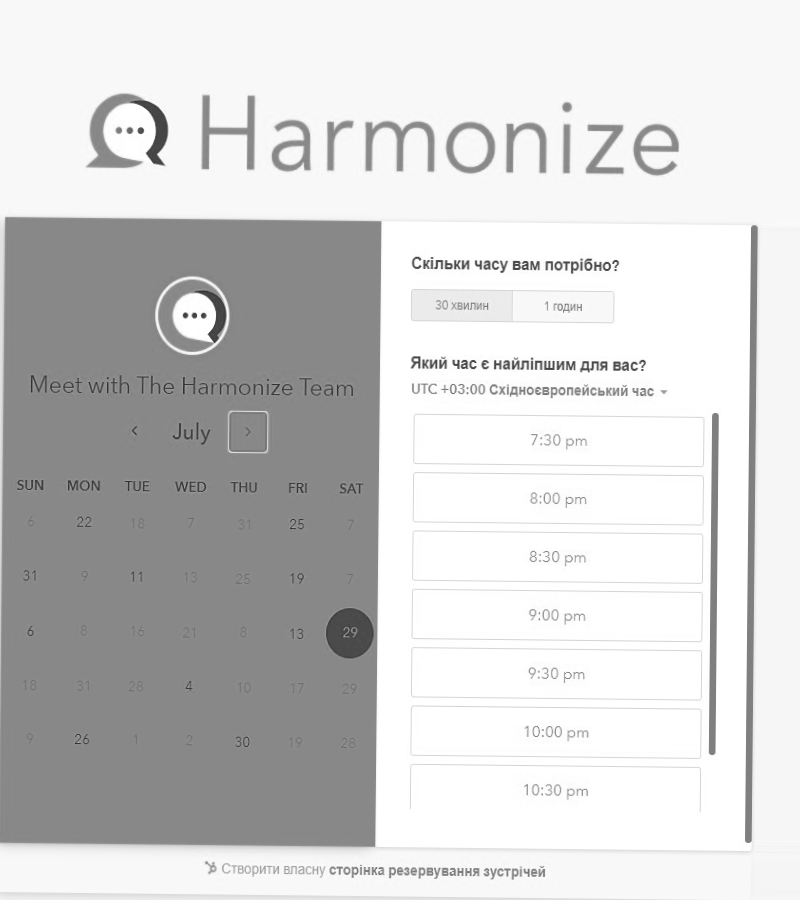 Harmonize
Meet with The Harmonize Team
July
SUN MON TUE WED THU FRI SAT
6 22 18 7 31 25 7
31 9 11 13 25 19 7
6 8 16 21 8 13 29
18 31 28 4 10 17 29
9 26 1 2 30 19 28
Скільки часу вам потрібно?
30 хвилин 1 годин
Який час є найліпшим для вас?
UTC +03:00 Східноєвропейський час
7:30 pm
8:00 pm
8:30 pm
9:00 pm
9:30 pm
10:00 pm
10:30 pm
Створити власну сторінка резервування зустрічей